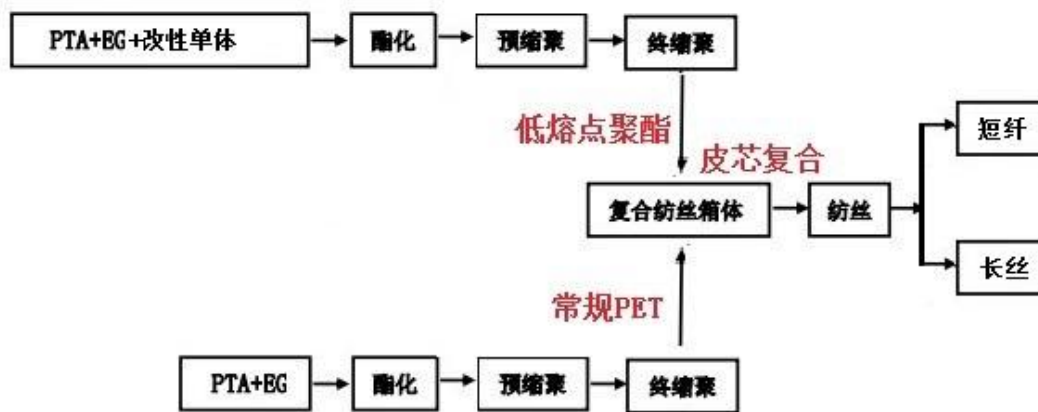 PTA+EG+改性单体
酯化
预缩聚
终缩聚
低熔点聚酯
皮芯复合
短纤
复合纺丝箱体
纺丝
长丝
常规PET
PTA+EG
酯化
预缩聚
终缩聚